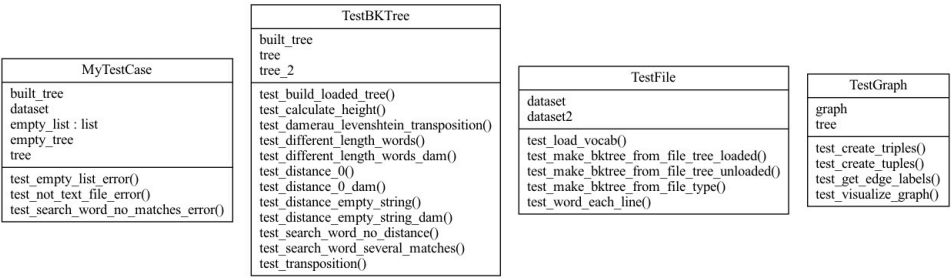 MyTestCase
built_tree
dataset
empty_list : list
empty_tree
tree
test_empty_list_error()
test_not_text_file_error()
test_search_word_no_matches_error()
TestBKTree
built_tree
tree
tree_2
test_build_loaded_tree()
test_calculate_height()
test_damerau_levenshtein_transposition()
test_different_length_words()
test_different_length_words_dam()
test_distance_0()
test_distance_0_dam()
test_distance_empty_string()
test_distance_empty_string_dam()
test_search_word_no_distance()
test_search_word_several_matches()
test_transposition()
TestFile
dataset
dataset2
test_load_vocab()
test_make_bktree_from_file_tree_loaded()
test_make_bktree_from_file_tree_unloaded()
test_make_bktree_from_file_type()
test_word_each_line()
TestGraph
graph
tree
test_create_triples()
test_create_tuples()
test_get_edge_labels()
test_visualize_graph()